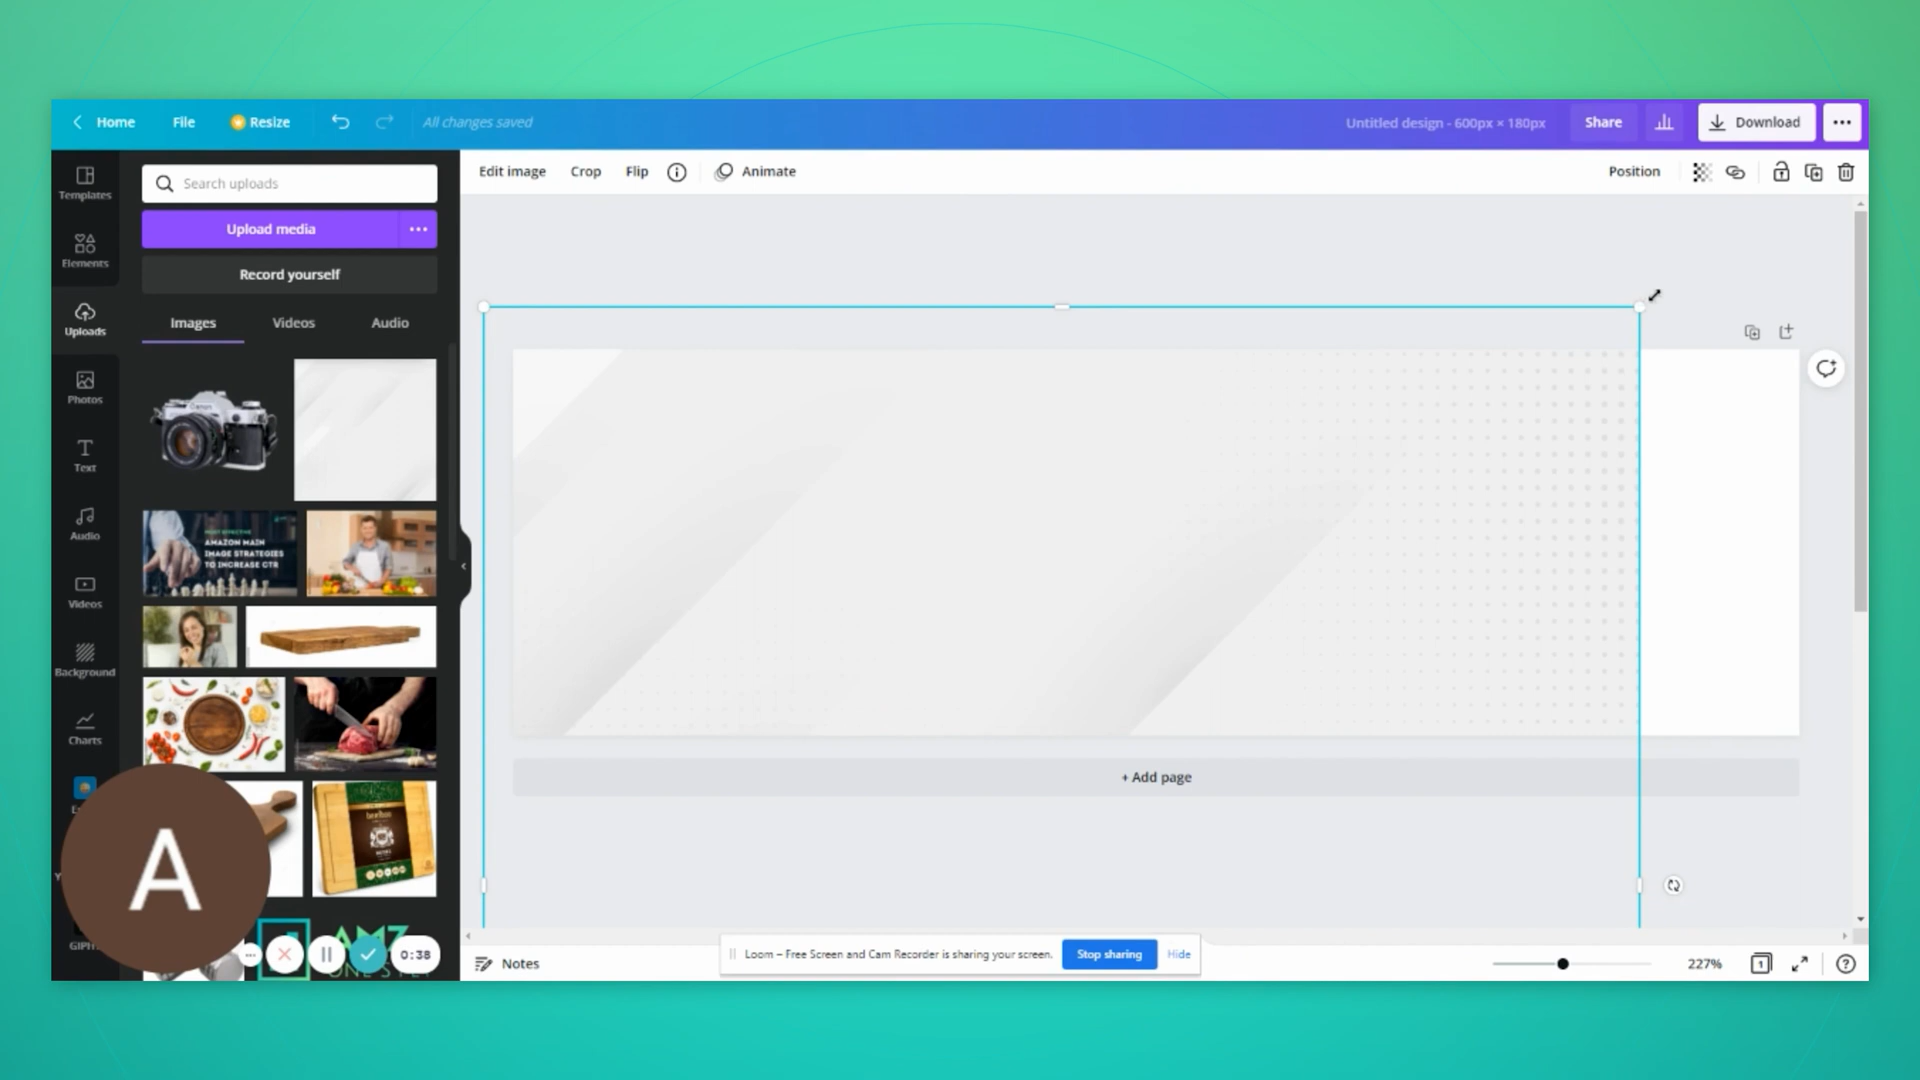 Home File Resize All changes saved Untitled design - 600px × 180px Share Download
Templates
Elements
Uploads
Photos
Text
Audio
Videos
Background
Charts
GIPH
Search uploads
Upload media
Record yourself
Images Videos Audio
Canon
MOST EFFECTIVE
AMAZON MAIN
IMAGE STRATEGIES
TO INCREASE CTR
A
0:38
Edit image Crop Flip Animate Position
+ Add page
Notes
Loom – Free Screen and Cam Recorder is sharing your screen. Stop sharing Hide
227% 1